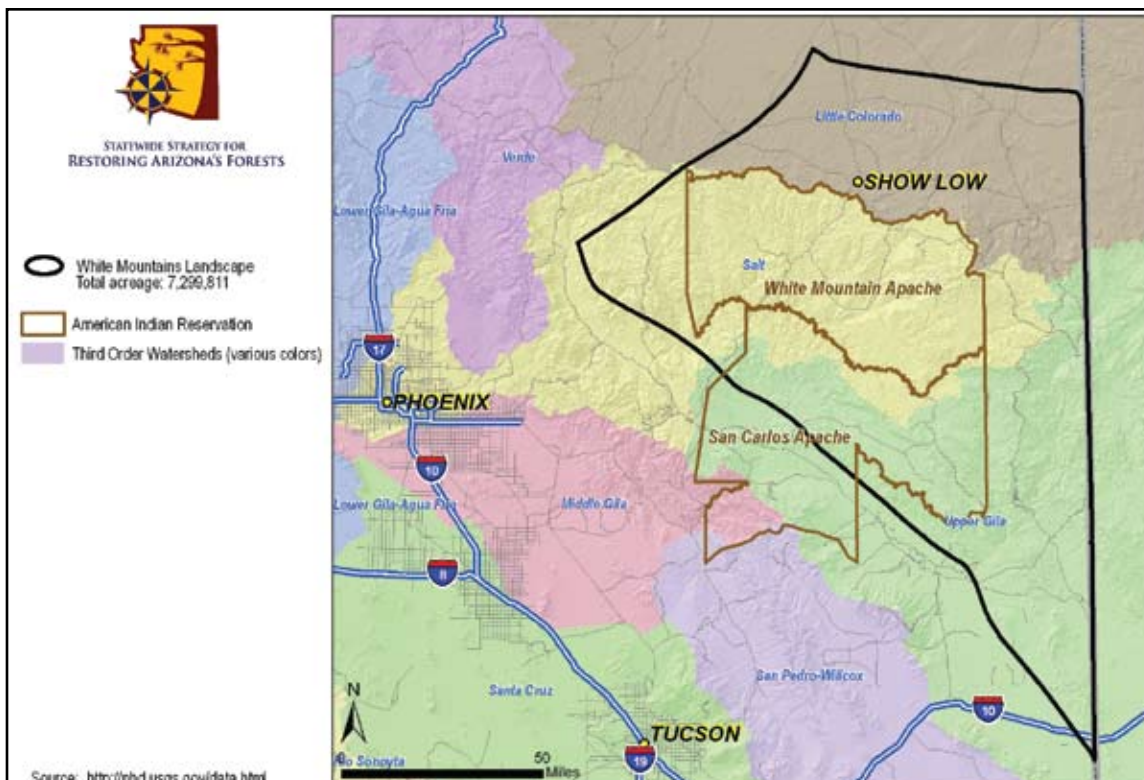 STATEWIDE STRATEGY FOR
RESTORING ARIZONA'S FORESTS
White Mountains Landscape
Total acreage: 7,299,811
American Indian Reservation
Third Order Watersheds (various colors)
Source: http://nhd.usgs.gov/data.html
Little Colorado
Verde
SHOW LOW
Lower Gila-Agua Fria
Salt
White Mountain Apache
17
PHOENIX
San Carlos Apache
10
Lower Gila-Agua Fria
Middle Gila
Upper Gila
8
San Pedro-Willcox
Santa Cruz
10
N
TUCSON
Rio Sonoyta
0
50
19
Miles